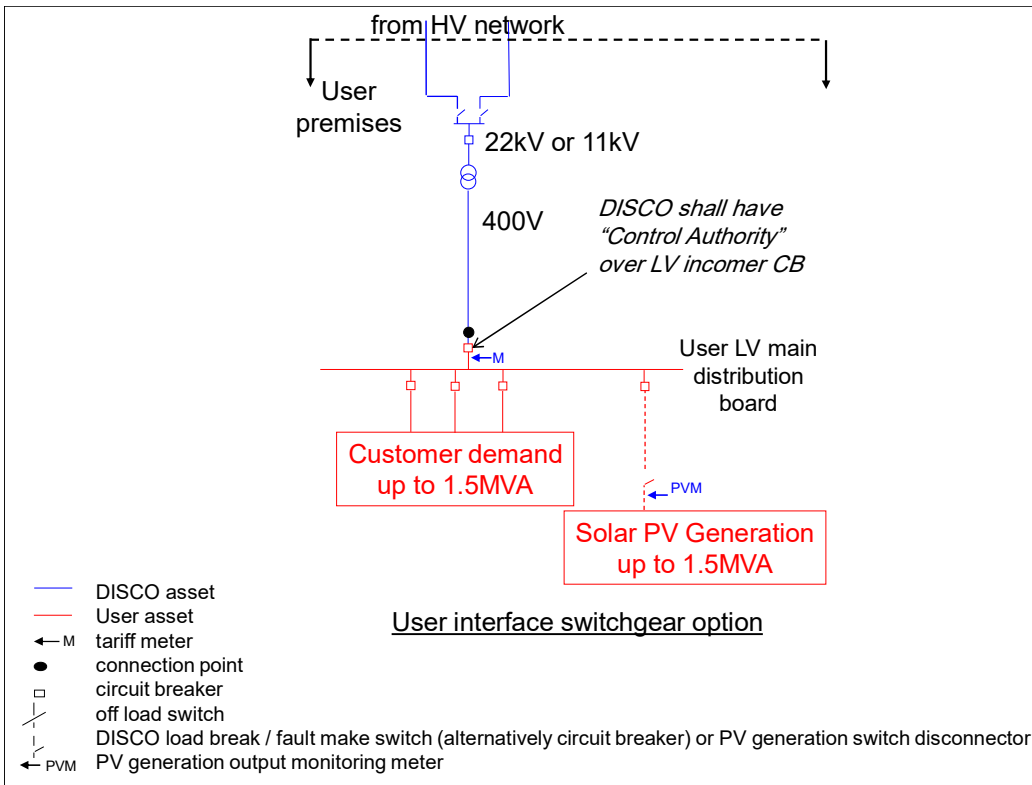 from HV network
User
premises
22kV or 11kV
400V
DISCO shall have
“Control Authority”
over LV incomer CB
M
User LV main
distribution
board
Customer demand
up to 1.5MVA
PVM
Solar PV Generation
up to 1.5MVA
User interface switchgear option
DISCO asset
User asset
M tariff meter
connection point
circuit breaker
off load switch
DISCO load break / fault make switch (alternatively circuit breaker) or PV generation switch disconnector
PVM PV generation output monitoring meter